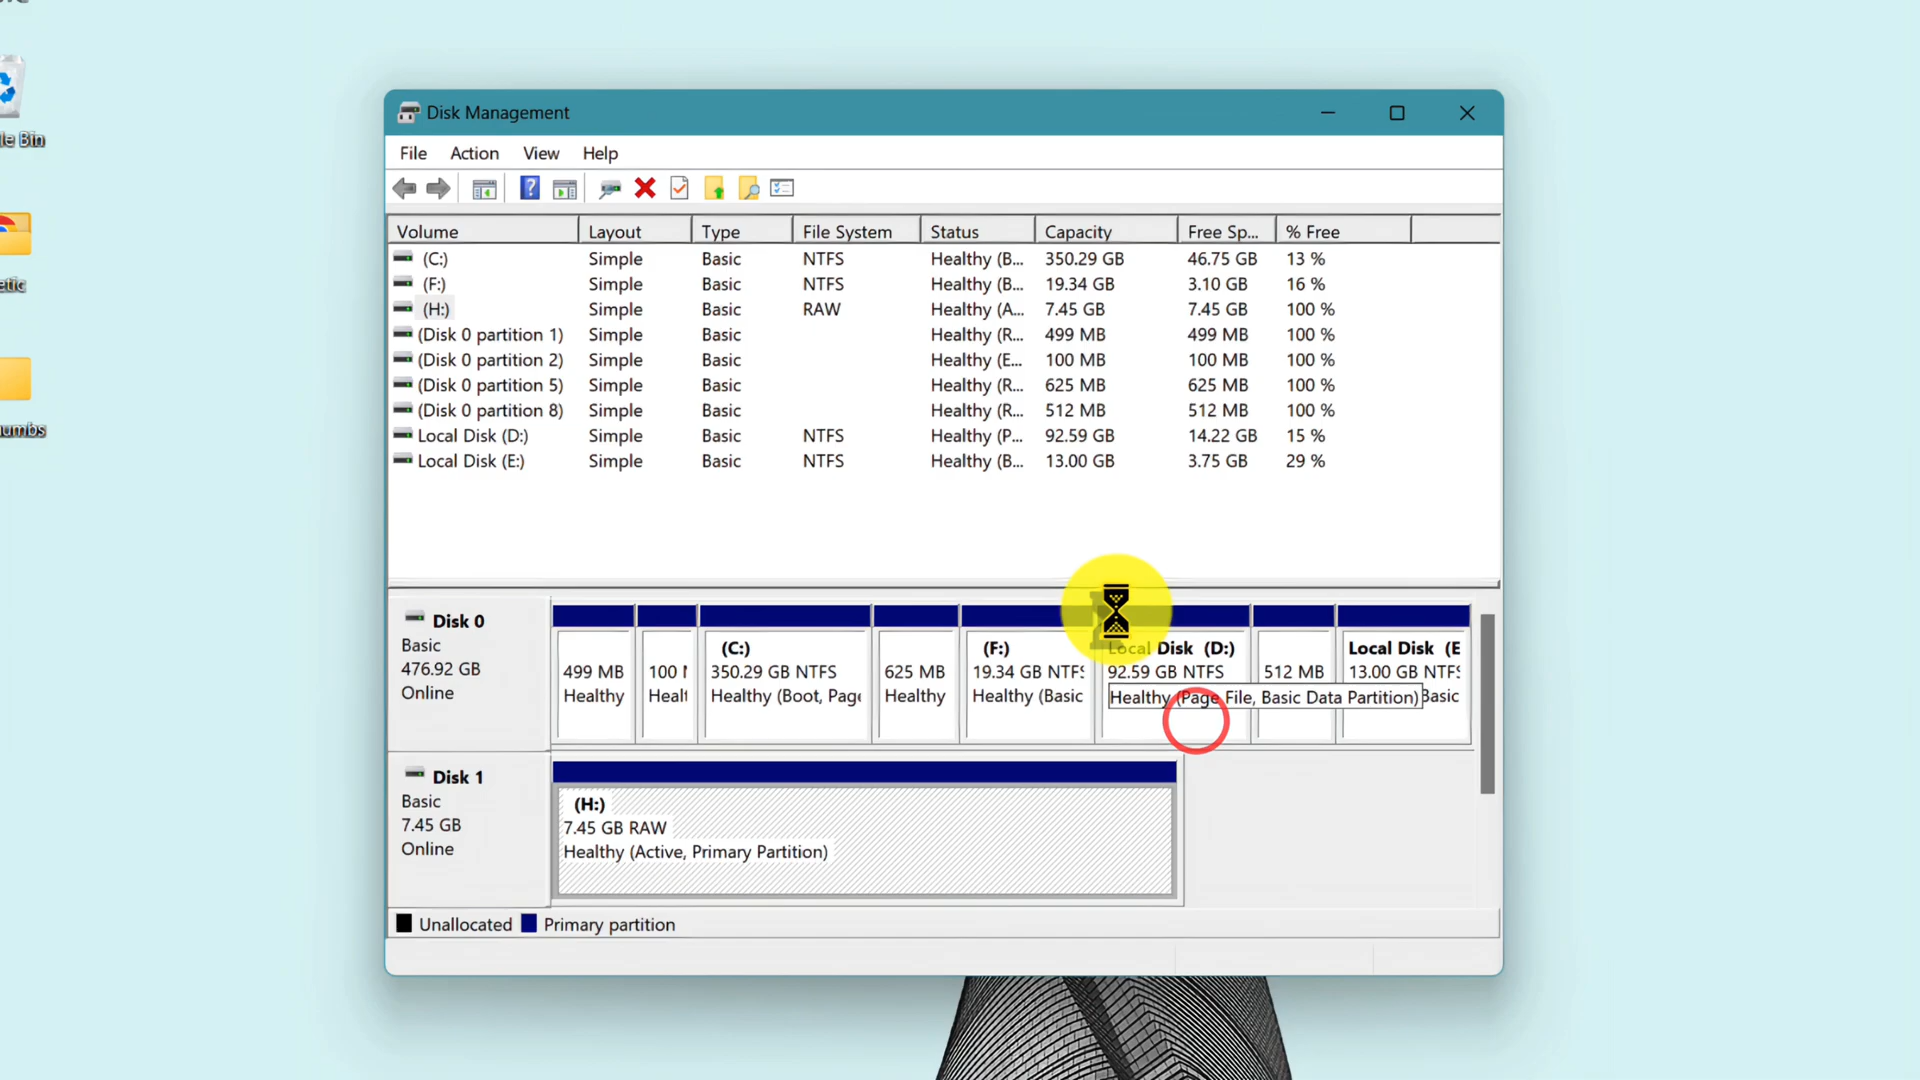 le Bin
etic
umbs
Disk Management
File Action View Help
Volume Layout Type File System Status Capacity Free Sp... % Free
(C:) Simple Basic NTFS Healthy (B... 350.29 GB 46.75 GB 13 %
(F:) Simple Basic NTFS Healthy (B... 19.34 GB 3.10 GB 16 %
(H:) Simple Basic RAW Healthy (A... 7.45 GB 7.45 GB 100 %
(Disk 0 partition 1) Simple Basic Healthy (R... 499 MB 499 MB 100 %
(Disk 0 partition 2) Simple Basic Healthy (E... 100 MB 100 MB 100 %
(Disk 0 partition 5) Simple Basic Healthy (R... 625 MB 625 MB 100 %
(Disk 0 partition 8) Simple Basic Healthy (R... 512 MB 512 MB 100 %
Local Disk (D:) Simple Basic NTFS Healthy (P... 92.59 GB 14.22 GB 15 %
Local Disk (E:) Simple Basic NTFS Healthy (B... 13.00 GB 3.75 GB 29 %
Disk 0
Basic
476.92 GB
Online
499 MB
Healthy
100
Healt
(C:)
350.29 GB NTFS
Healthy (Boot, Page
625 MB
Healthy
(F:)
19.34 GB NTFS
Healthy (Basic
Local Disk (D:)
92.59 GB NTFS
Healthy (Page File, Basic Data Partition)
512 MB
Local Disk (E
13.00 GB NTFS
Basic
Disk 1
Basic
7.45 GB
Online
(H:)
7.45 GB RAW
Healthy (Active, Primary Partition)
Unallocated Primary partition